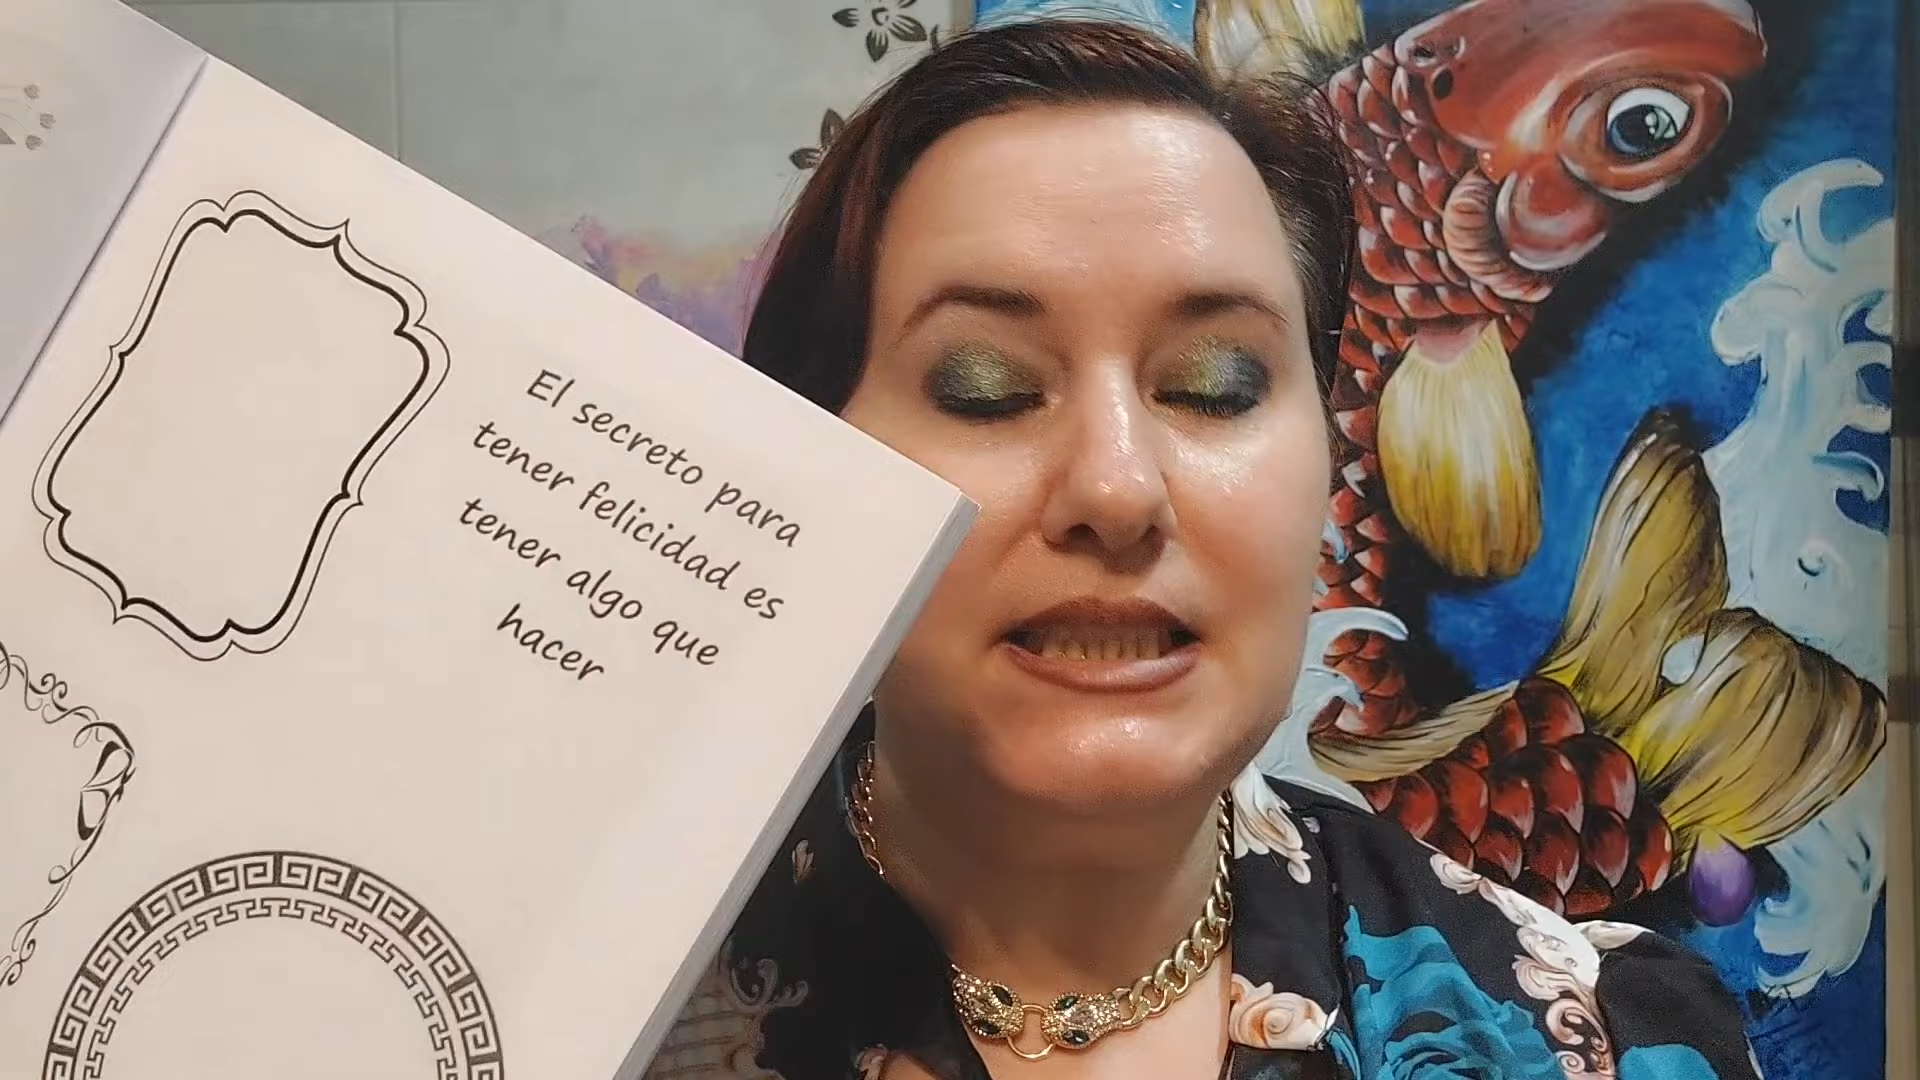 El secreto para
tener felicidad es
tener algo que
hacer